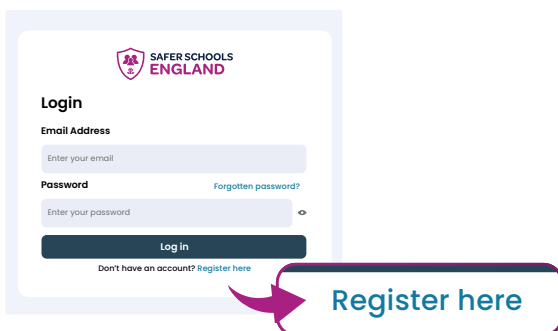 SAFER SCHOOLS
ENGLAND
Login
Email Address
Enter your email
Password Forgotten password?
Enter your password
Log in
Don't have an account? Register here
Register here